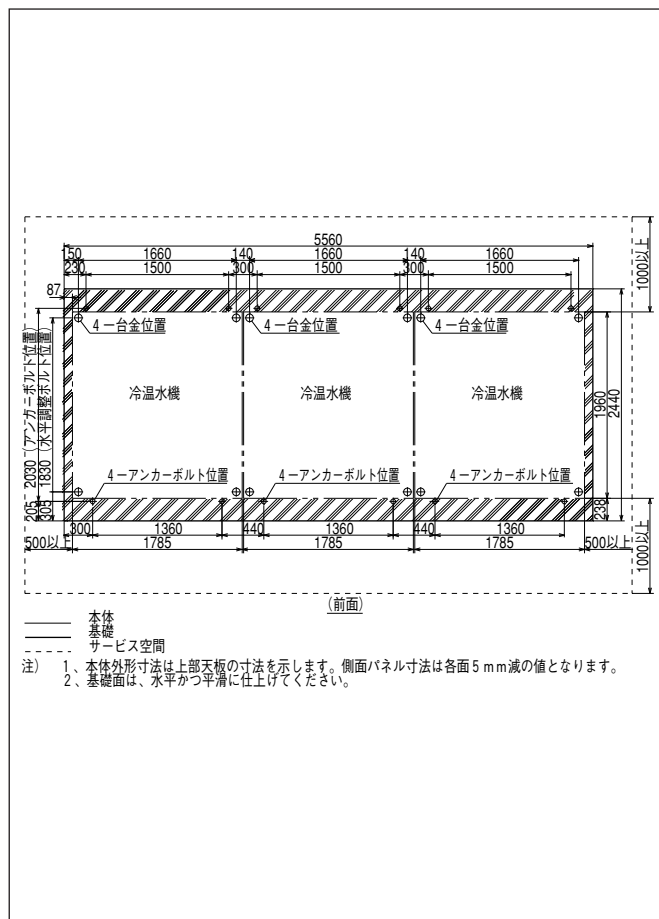 5560
150 1660 140 1660 140 1660
230 1500 300 1500 300 1500
1000以上
87
4－台金位置 4－台金位置 4－台金位置
2030（アンカーボルト位置）
1830（水平調整ボルト位置）
冷温水機 冷温水機 冷温水機
1960
2440
4－アンカーボルト位置 4－アンカーボルト位置 4－アンカーボルト位置
205
305
238
300 1360 440 1360 440 1360
500以上 1785 1785 1785 500以上
1000以上
(前面)
本体
基礎
サービス空間
注） 1、本体外形寸法は上部天板の寸法を示します。側面パネル寸法は各面5mm減の値となります。
2、基礎面は、水平かつ平滑に仕上げてください。